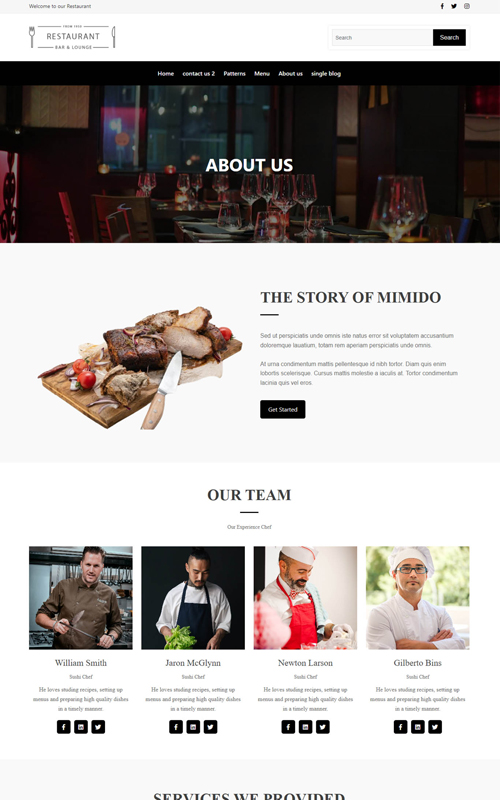 Welcome to our Restaurant
FROM 1989
RESTAURANT
BAR & LOUNGE
Search
Search
Home contact us 2 Patterns Menu About us single blog
ABOUT US
THE STORY OF MIMIDO
Sed ut perspiciatis unde omnis iste natus error sit voluptatem accusantium
doloremque lauatium, totam rem aperiam perspiciatis unde omnis.
At urna condimentum mattis pellentesque id nibh tortor. Diam quis enim
lobortis scelerisque. Cursus mattis molestie a iaculis at. Tortor condimentum
lacinia quis vel eros.
Get Started
OUR TEAM
Our Experience Chef
William Smith
Sushi Chef
He loves studing recipes, setting up
menus and preparing high quality dishes
in a timely manner.
Jaron McGlynn
Sushi Chef
He loves studing recipes, setting up
menus and preparing high quality dishes
in a timely manner.
Newton Larson
Sushi Chef
He loves studing recipes, setting up
menus and preparing high quality dishes
in a timely manner.
Gilberto Bins
Sushi Chef
He loves studing recipes, setting up
menus and preparing high quality dishes
in a timely manner.
SERVICES WE PROVIDED